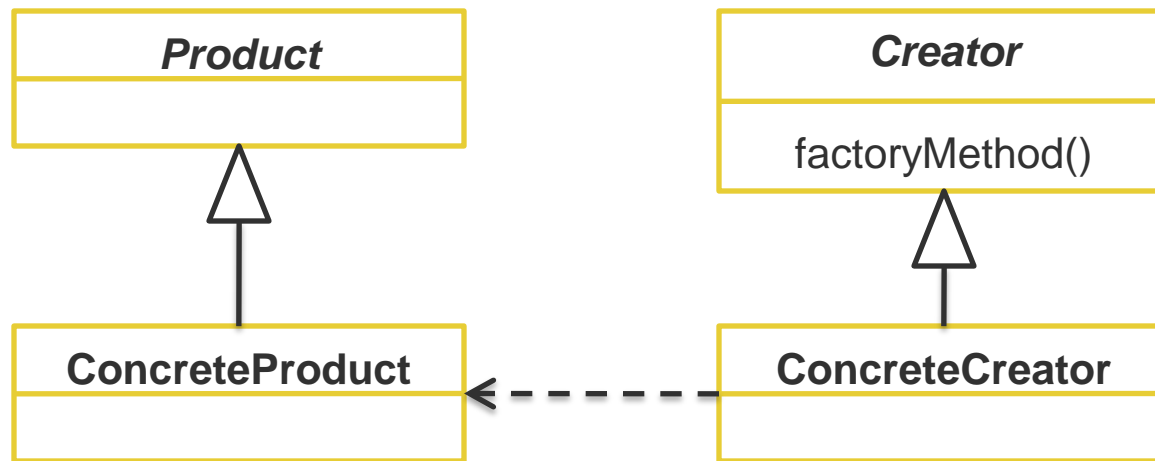 Product
Creator
factoryMethod()
ConcreteProduct
ConcreteCreator